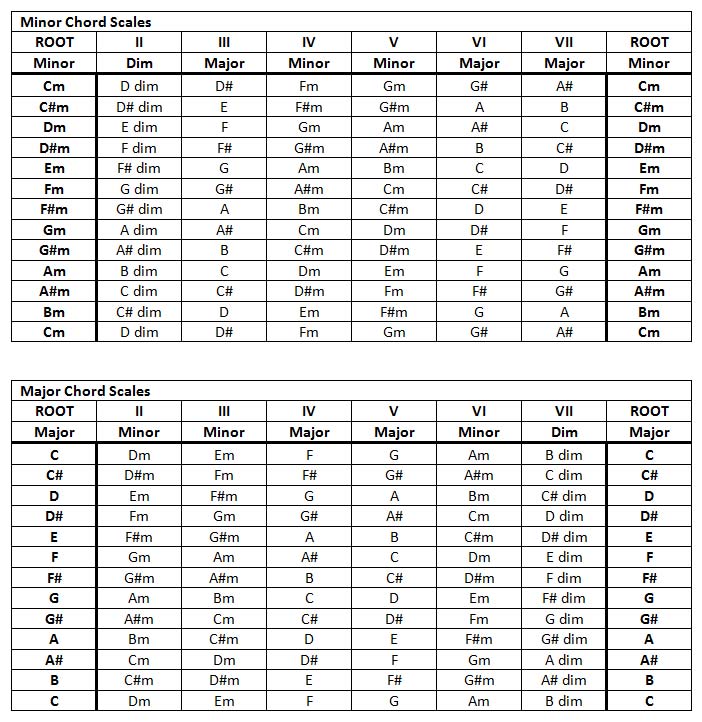 Minor Chord Scales
ROOT II III IV V VI VII ROOT
Minor Dim Major Minor Minor Major Major Minor
Cm D dim D# Fm Gm G# A# Cm
C#m D# dim E F#m G#m A B C#m
Dm E dim F Gm Am A# C Dm
D#m F dim F# G#m A#m B C# D#m
Em F# dim G Am Bm C D Em
Fm G dim G# A#m Cm C# D# Fm
F#m G# dim A Bm C#m D E F#m
Gm A dim A# Cm Dm D# F Gm
G#m A# dim B C#m D#m E F# G#m
Am B dim C Dm Em F G Am
A#m C dim C# D#m Fm F# G# A#m
Bm C# dim D Em F#m G A Bm
Cm D dim D# Fm Gm G# A# Cm
Major Chord Scales
ROOT II III IV V VI VII ROOT
Major Minor Minor Major Major Minor Dim Major
C Dm Em F G Am B dim C
C# D#m Fm F# G# A#m C dim C#
D Em F#m G A Bm C# dim D
D# Fm Gm G# A# Cm D dim D#
E F#m G#m A B C#m D# dim E
F Gm Am A# C Dm E dim F
F# G#m A#m B C# D#m F dim F#
G Am Bm C D Em F# dim G
G# A#m Cm C# D# Fm G dim G#
A Bm C#m D E F#m G# dim A
A# Cm Dm D# F Gm A dim A#
B C#m D#m E F# G#m A# dim B
C Dm Em F G Am B dim C